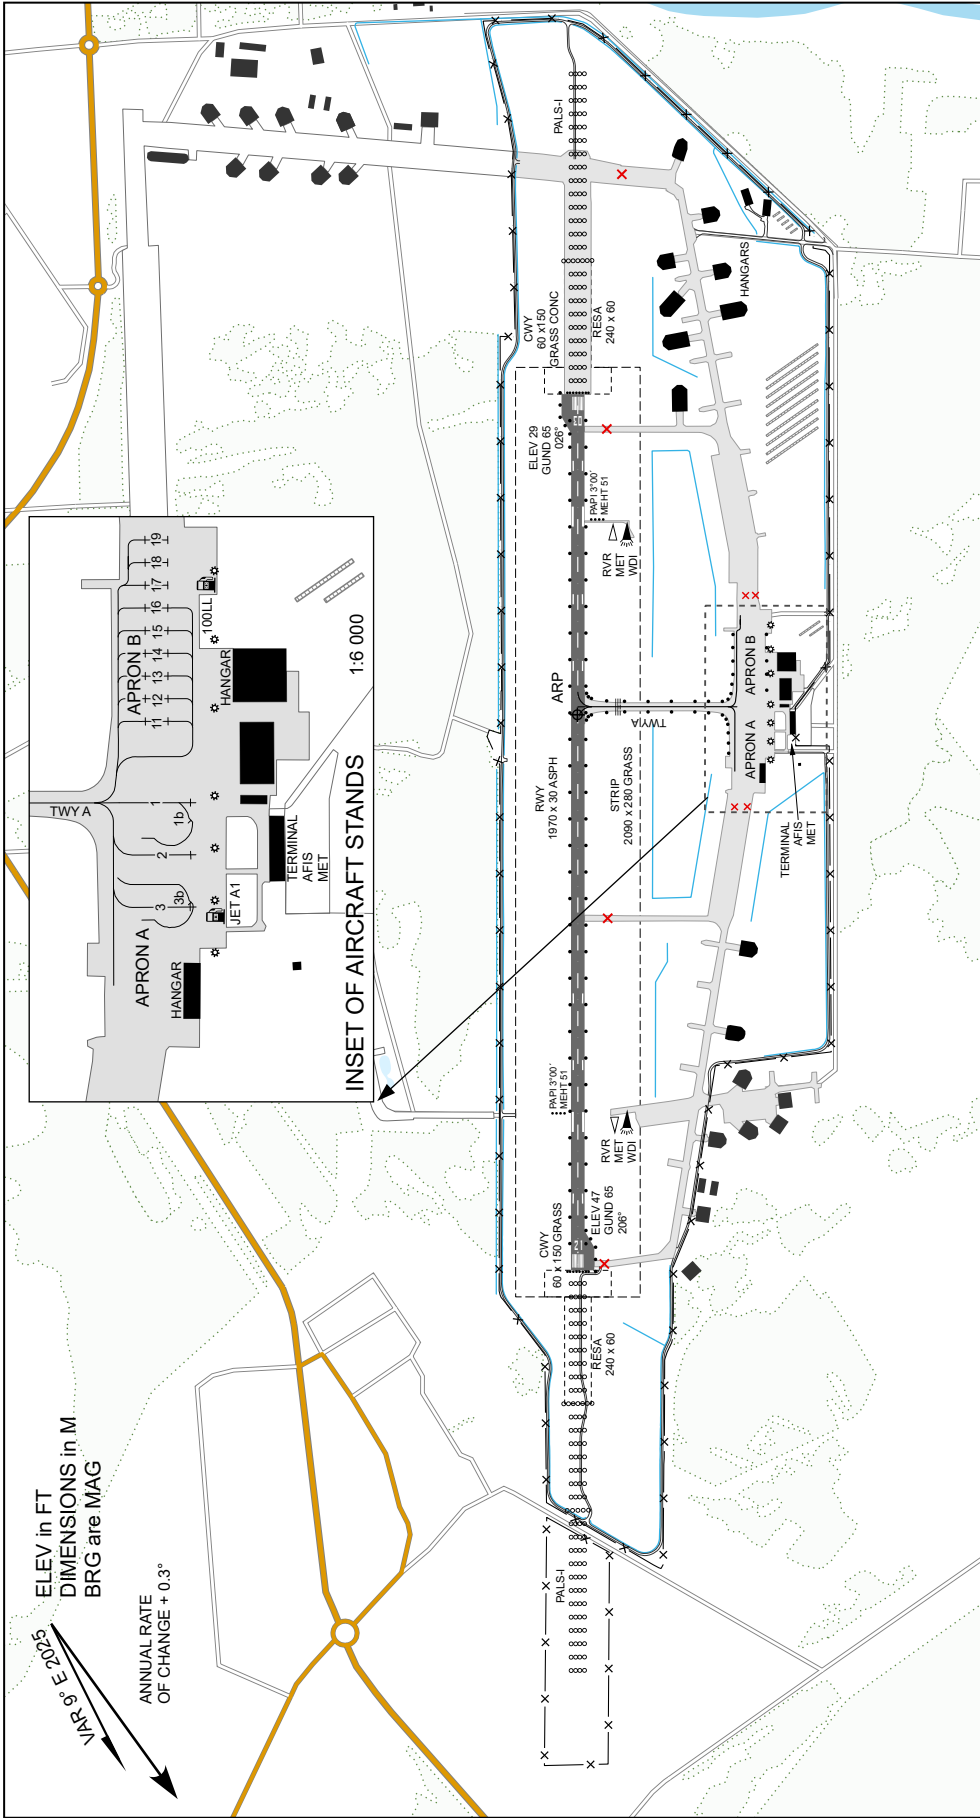 ELEV in FT
DIMENSIONS in M
BRG are MAG
VAR 9° E 2025
ANNUAL RATE
OF CHANGE + 0.3°
INSET OF AIRCRAFT STANDS
1:6 000
APRON A
APRON B
TWY A
HANGAR
HANGAR
JET A1
100LL
TERMINAL
AFIS
MET
3
3b
2
1b
1
11
12
13
14
15
16
17
18
19
PALS-I
RESA
240 x 60
CWY
60 x 150 GRASS
21
ELEV 47
GUND 65
206°
RVR
MET
WDI
PAPI 3°00´
MEHT 51
RWY
1970 x 30 ASPH
STRIP
2090 x 280 GRASS
ARP
TWY A
APRON A
APRON B
TERMINAL
AFIS
MET
RVR
MET
WDI
PAPI 3°00´
MEHT 51
ELEV 29
GUND 65
026°
CWY
60 x150
GRASS CONC
RESA
240 x 60
HANGARS
PALS-I